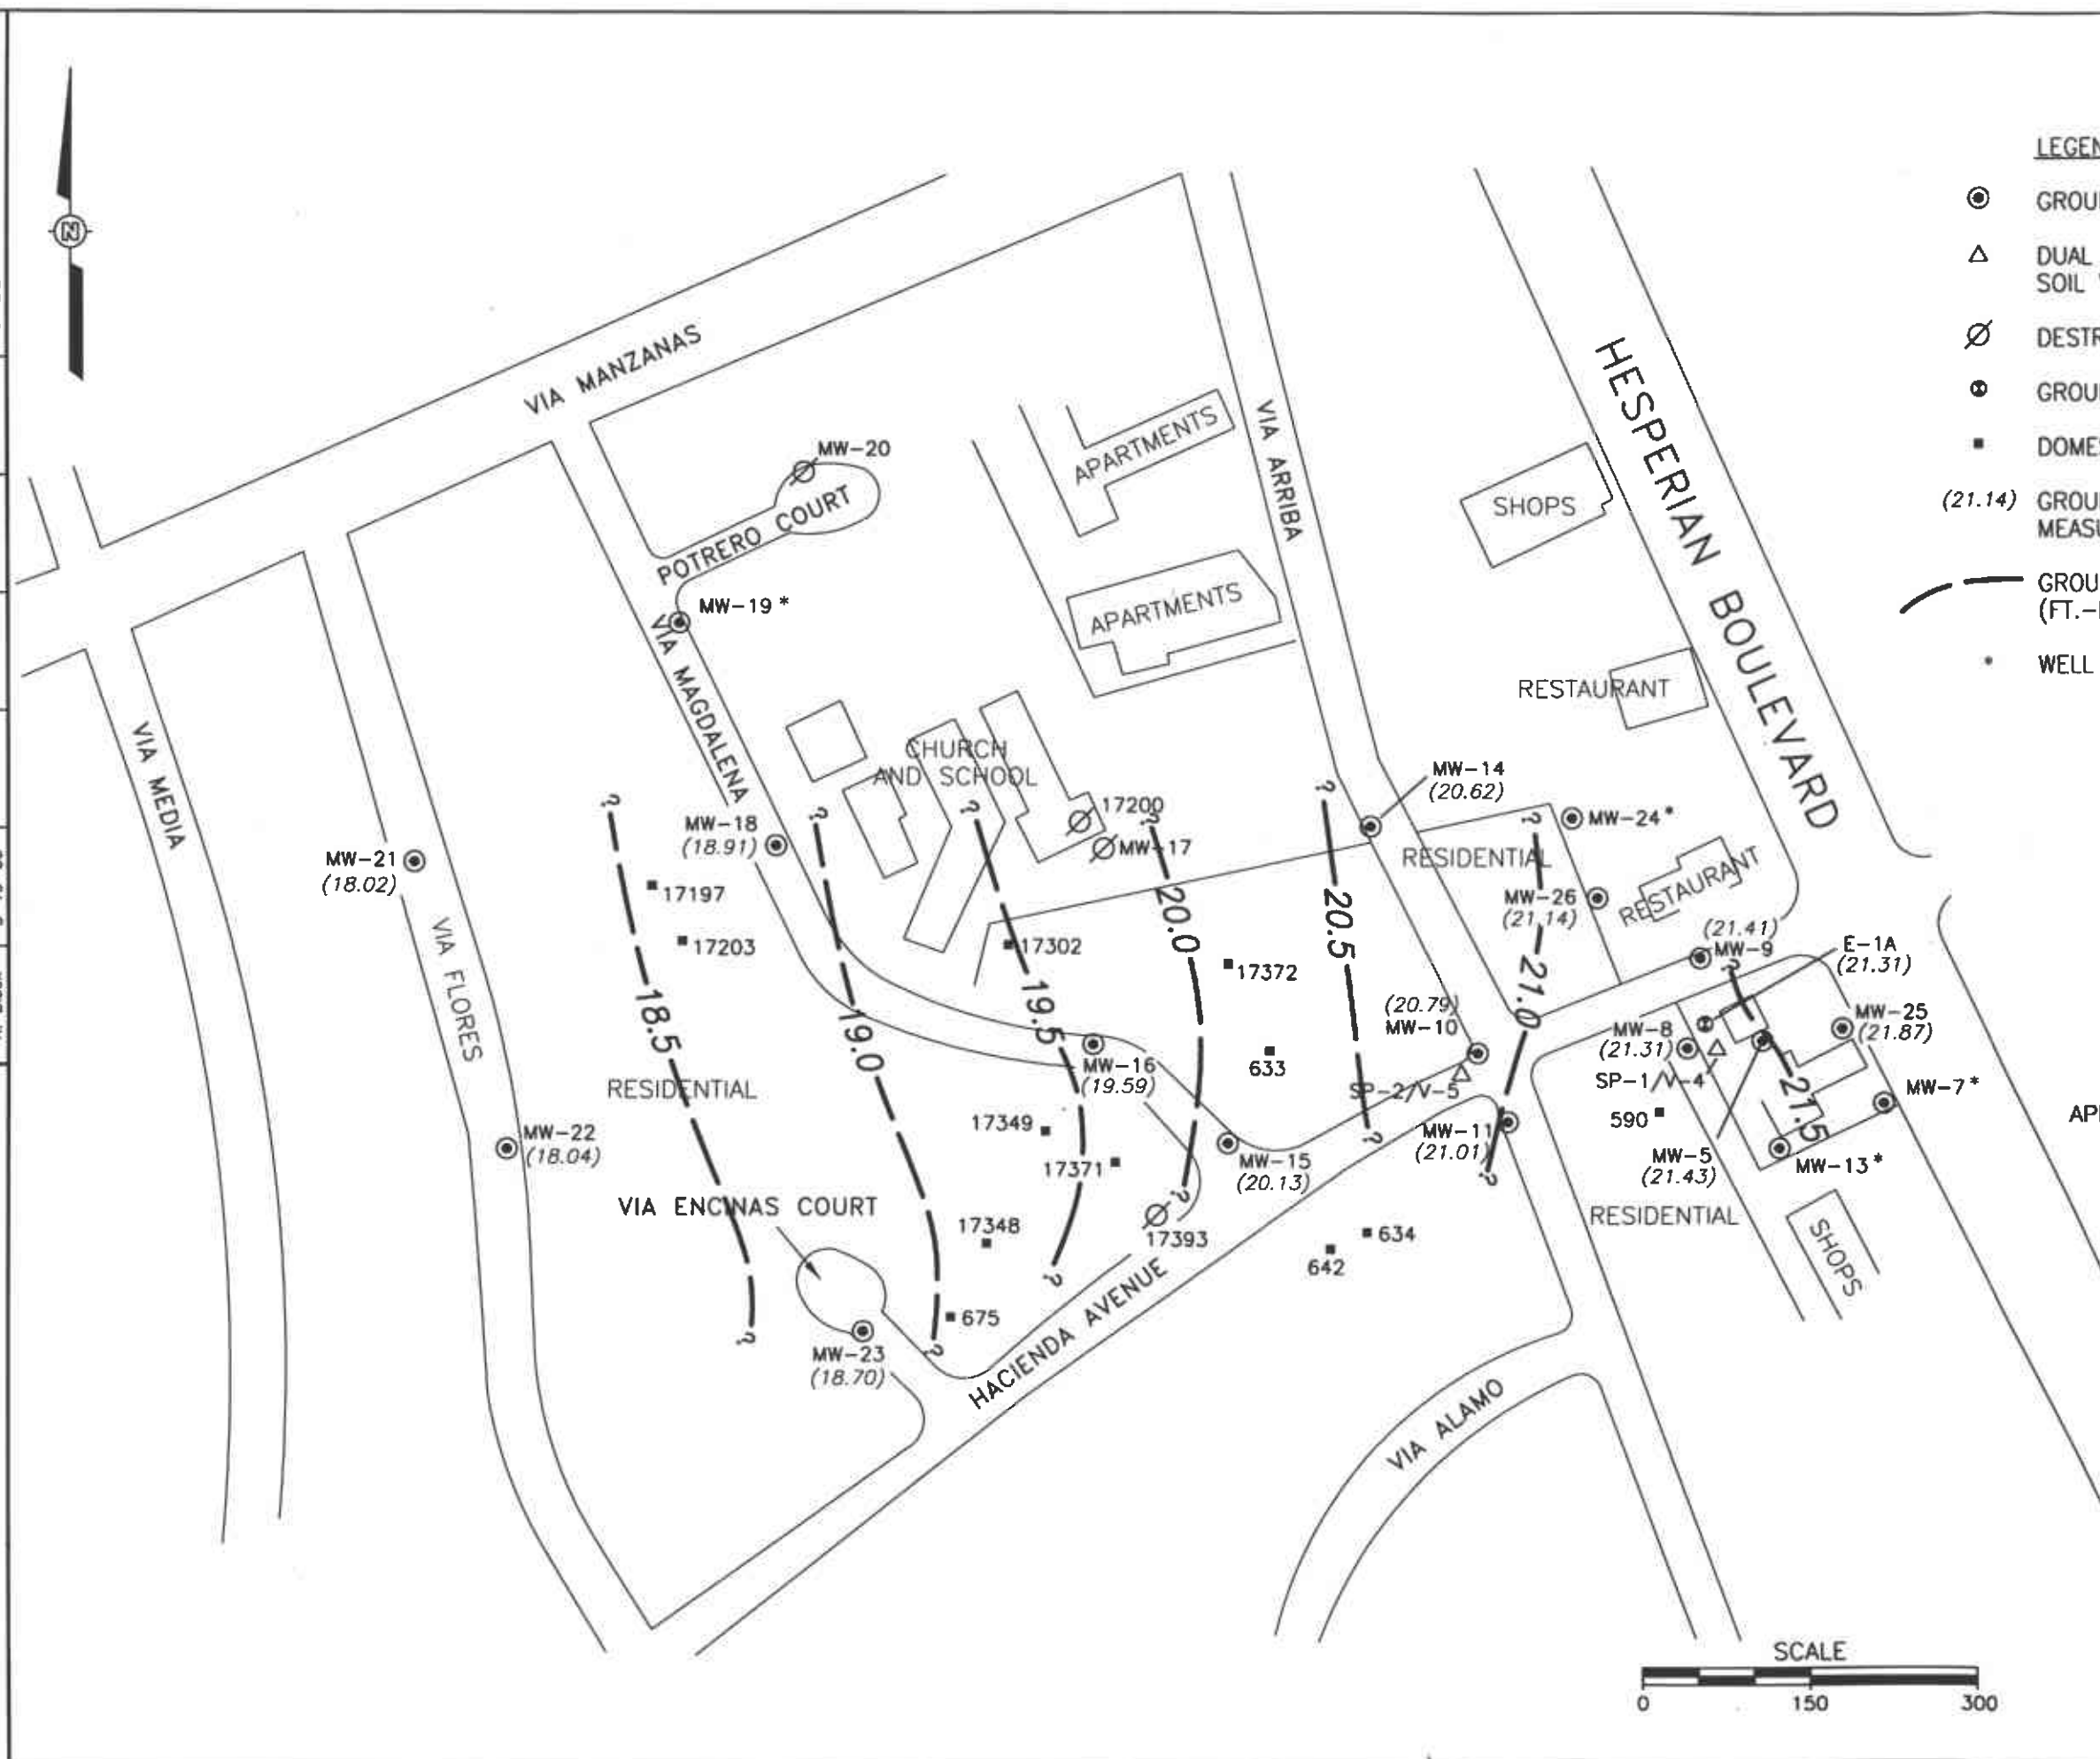 N
VIA MANZANAS
MW-20
POTRERO COURT
MW-19 *
VIA MAGDALENA
APARTMENTS
APARTMENTS
VIA ARRIBA
SHOPS
HESPERIAN BOULEVARD
RESTAURANT
VIA MEDIA
CHURCH
AND SCHOOL
17200
MW-17
MW-14
(20.62)
MW-24*
RESIDENTIAL
RESTAURANT
MW-26
(21.14)
MW-18
(18.91)
MW-21
(18.02)
17197
17203
VIA FLORES
17302
17372
(21.41)
MW-9
E-1A
(21.31)
? 18.5 ?
? 19.0 ?
? 19.5 ?
? 20.0 ?
? 20.5 ?
? 21.0 ?
? 21.5
(20.79)
MW-10
MW-8
(21.31)
MW-25
(21.87)
SP-1/V-4
MW-7*
590
MW-5
(21.43)
MW-13*
RESIDENTIAL
SHOPS
SP-2/V-5
MW-11
(21.01)
633
MW-16
(19.59)
17349
17371
MW-15
(20.13)
RESIDENTIAL
MW-22
(18.04)
VIA ENCINAS COURT
17348
17393
634
642
675
MW-23
(18.70)
HACIENDA AVENUE
VIA ALAMO
SCALE
0 150 300
LEGEN
GROU
DUAL
SOIL
DESTR
GROU
DOME
(21.14) GROU
MEASU
GROU
(FT.-
WELL